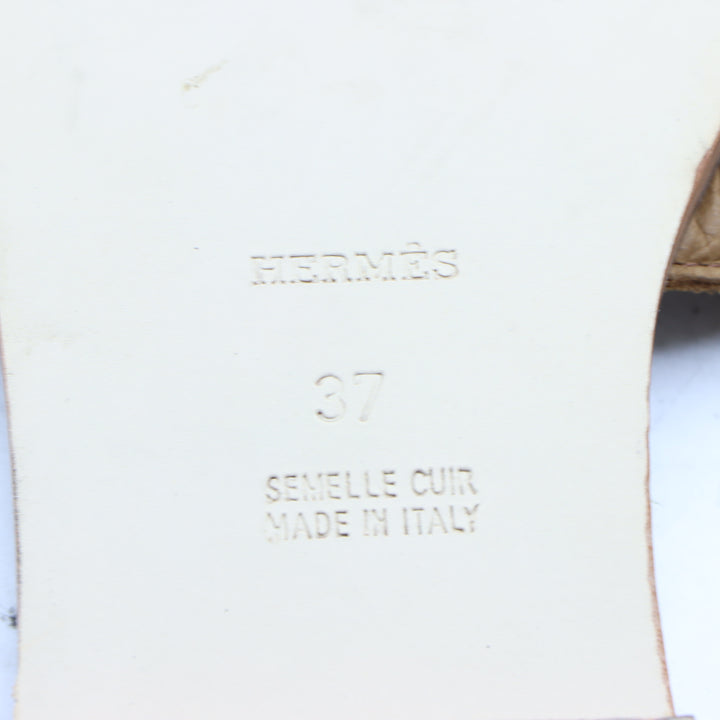 HERMÈS
37
SEMELLE CUIR
MADE IN ITALY